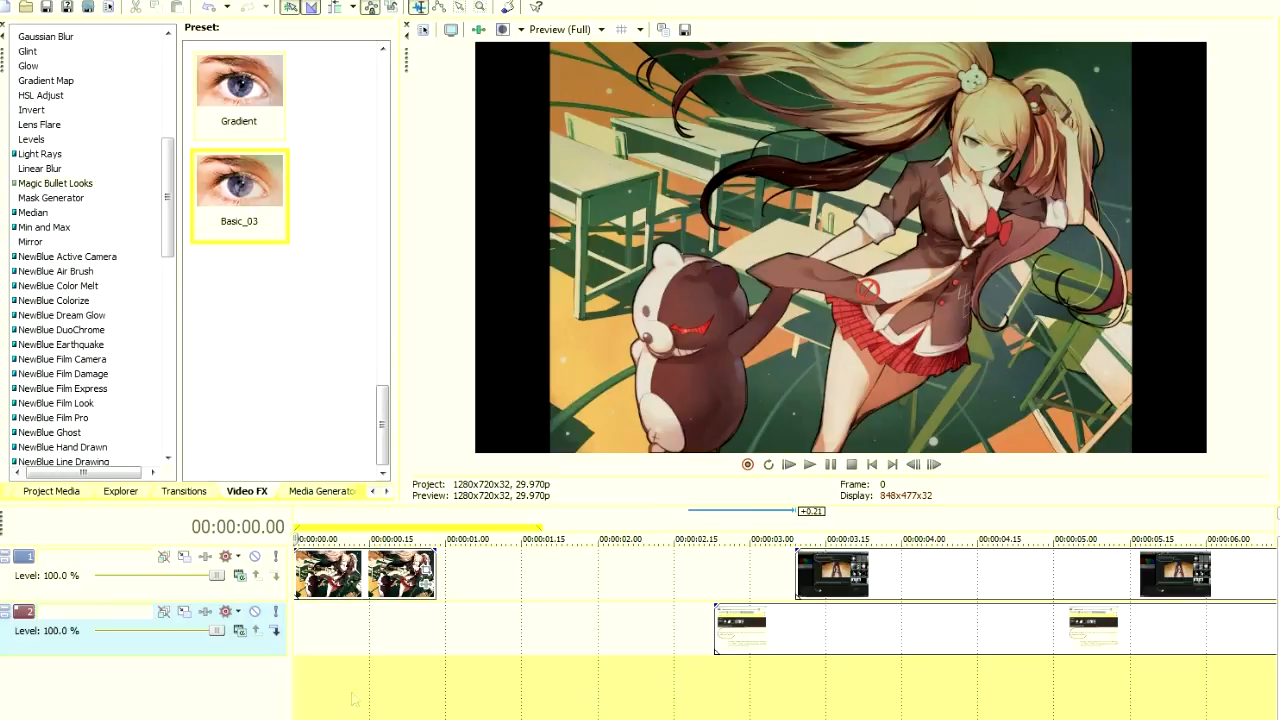 Preset:
Gaussian Blur
Glint
Glow
Gradient Map
HSL Adjust
Invert
Lens Flare
Levels
Light Rays
Linear Blur
Magic Bullet Looks
Mask Generator
Median
Min and Max
Mirror
NewBlue Active Camera
NewBlue Air Brush
NewBlue Color Melt
NewBlue Colorize
NewBlue Dream Glow
NewBlue DuoChrome
NewBlue Earthquake
NewBlue Film Camera
NewBlue Film Damage
NewBlue Film Express
NewBlue Film Look
NewBlue Film Pro
NewBlue Ghost
NewBlue Hand Drawn
NewBlue Line Drawing
Gradient
Basic_03
Project Media
Explorer
Transitions
Video FX
Media Generato
Preview (Full)
Project: 1280x720x32, 29.970p
Preview: 1280x720x32, 29.970p
Frame: 0
Display: 848x477x32
+0.21
00:00:00.00
00:00:00.00
00:00:00.15
00:00:01.00
00:00:01.15
00:00:02.00
00:00:02.15
00:00:03.00
00:00:03.15
00:00:04.00
00:00:04.15
00:00:05.00
00:00:05.15
00:00:06.00
1
Level: 100.0 %
2
Level: 100.0 %